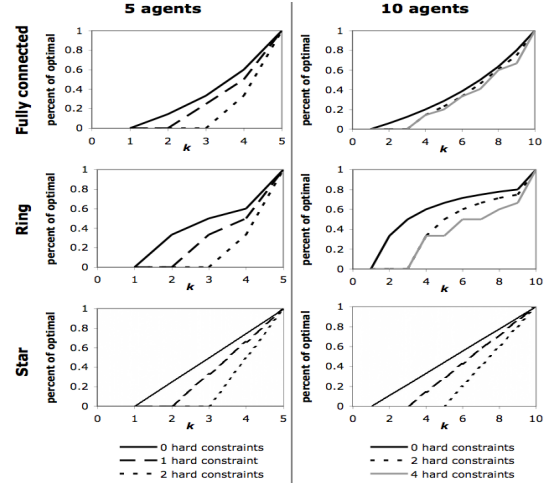 5 agents
10 agents
Fully connected
percent of optimal
1
0.8
0.6
0.4
0.2
0
0 1 2 3 4 5
k
percent of optimal
1
0.8
0.6
0.4
0.2
0
0 2 4 6 8 10
k
Ring
percent of optimal
1
0.8
0.6
0.4
0.2
0
0 1 2 3 4 5
k
percent of optimal
1
0.8
0.6
0.4
0.2
0
0 2 4 6 8 10
k
Star
percent of optimal
1
0.8
0.6
0.4
0.2
0
0 1 2 3 4 5
k
percent of optimal
1
0.8
0.6
0.4
0.2
0
0 2 4 6 8 10
k
0 hard constraints
1 hard constraints
2 hard constraints
0 hard constraints
2 hard constraints
4 hard constraints